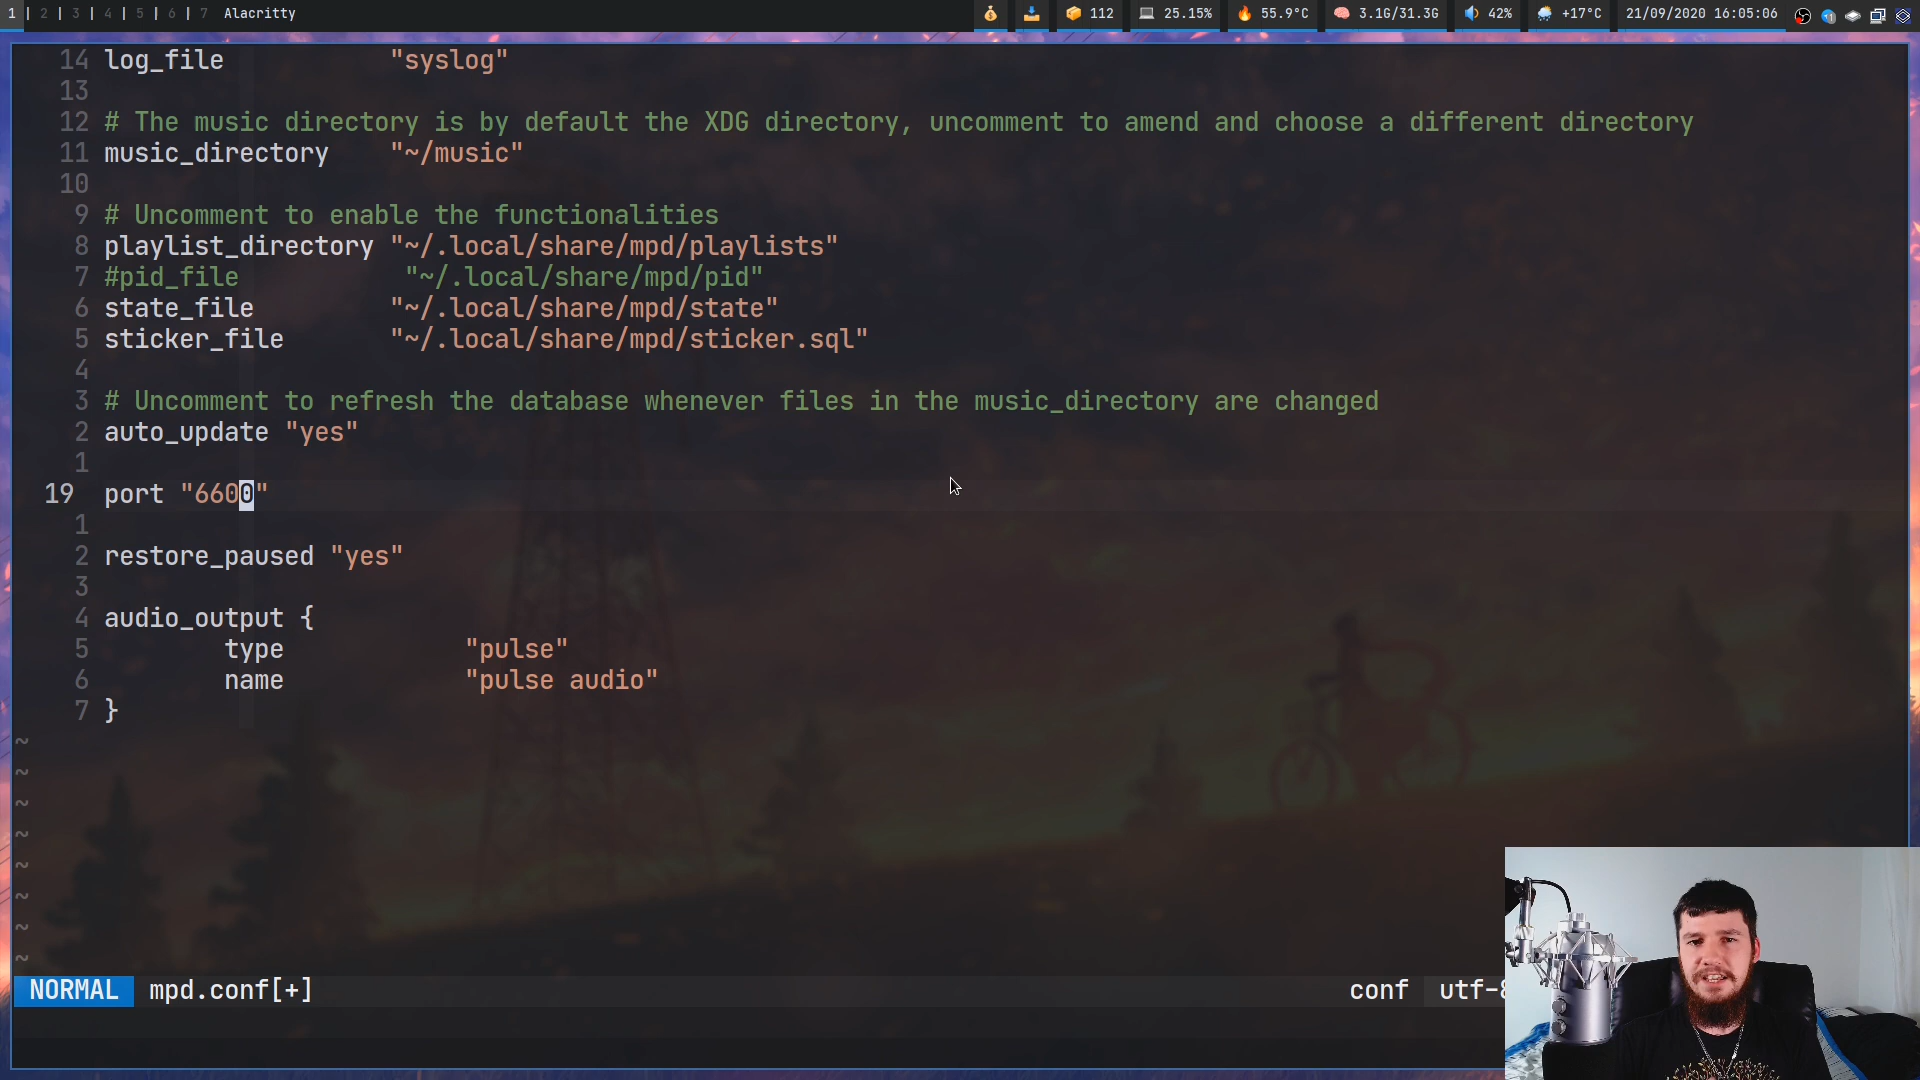 1 | 2 | 3 | 4 | 5 | 6 | 7 Alacritty 112 25.15% 55.9°C 3.1G/31.3G 42% +17°C 21/09/2020 16:05:06
14 log_file "syslog"
13
12 # The music directory is by default the XDG directory, uncomment to amend and choose a different directory
11 music_directory "~/music"
10
9 # Uncomment to enable the functionalities
8 playlist_directory "~/.local/share/mpd/playlists"
7 #pid_file "~/.local/share/mpd/pid"
6 state_file "~/.local/share/mpd/state"
5 sticker_file "~/.local/share/mpd/sticker.sql"
4
3 # Uncomment to refresh the database whenever files in the music_directory are changed
2 auto_update "yes"
1
19 port "6600"
1
2 restore_paused "yes"
3
4 audio_output {
5 type "pulse"
6 name "pulse audio"
7 }
~
~
~
~
~
~
~
~
NORMAL mpd.conf[+] conf utf-8